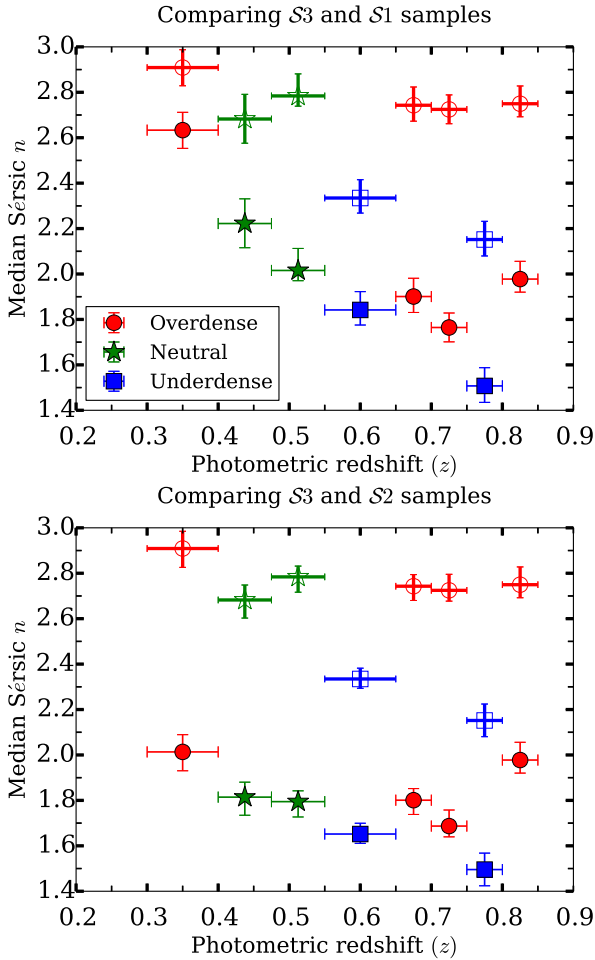 Comparing 𝒮3 and 𝒮1 samples
3.0
2.8
2.6
2.4
2.2
2.0
1.8
1.6
1.4
Median Sérsic n
Overdense
Neutral
Underdense
0.2 0.3 0.4 0.5 0.6 0.7 0.8 0.9
Photometric redshift (z)
Comparing 𝒮3 and 𝒮2 samples
3.0
2.8
2.6
2.4
2.2
2.0
1.8
1.6
1.4
Median Sérsic n
0.2 0.3 0.4 0.5 0.6 0.7 0.8 0.9
Photometric redshift (z)